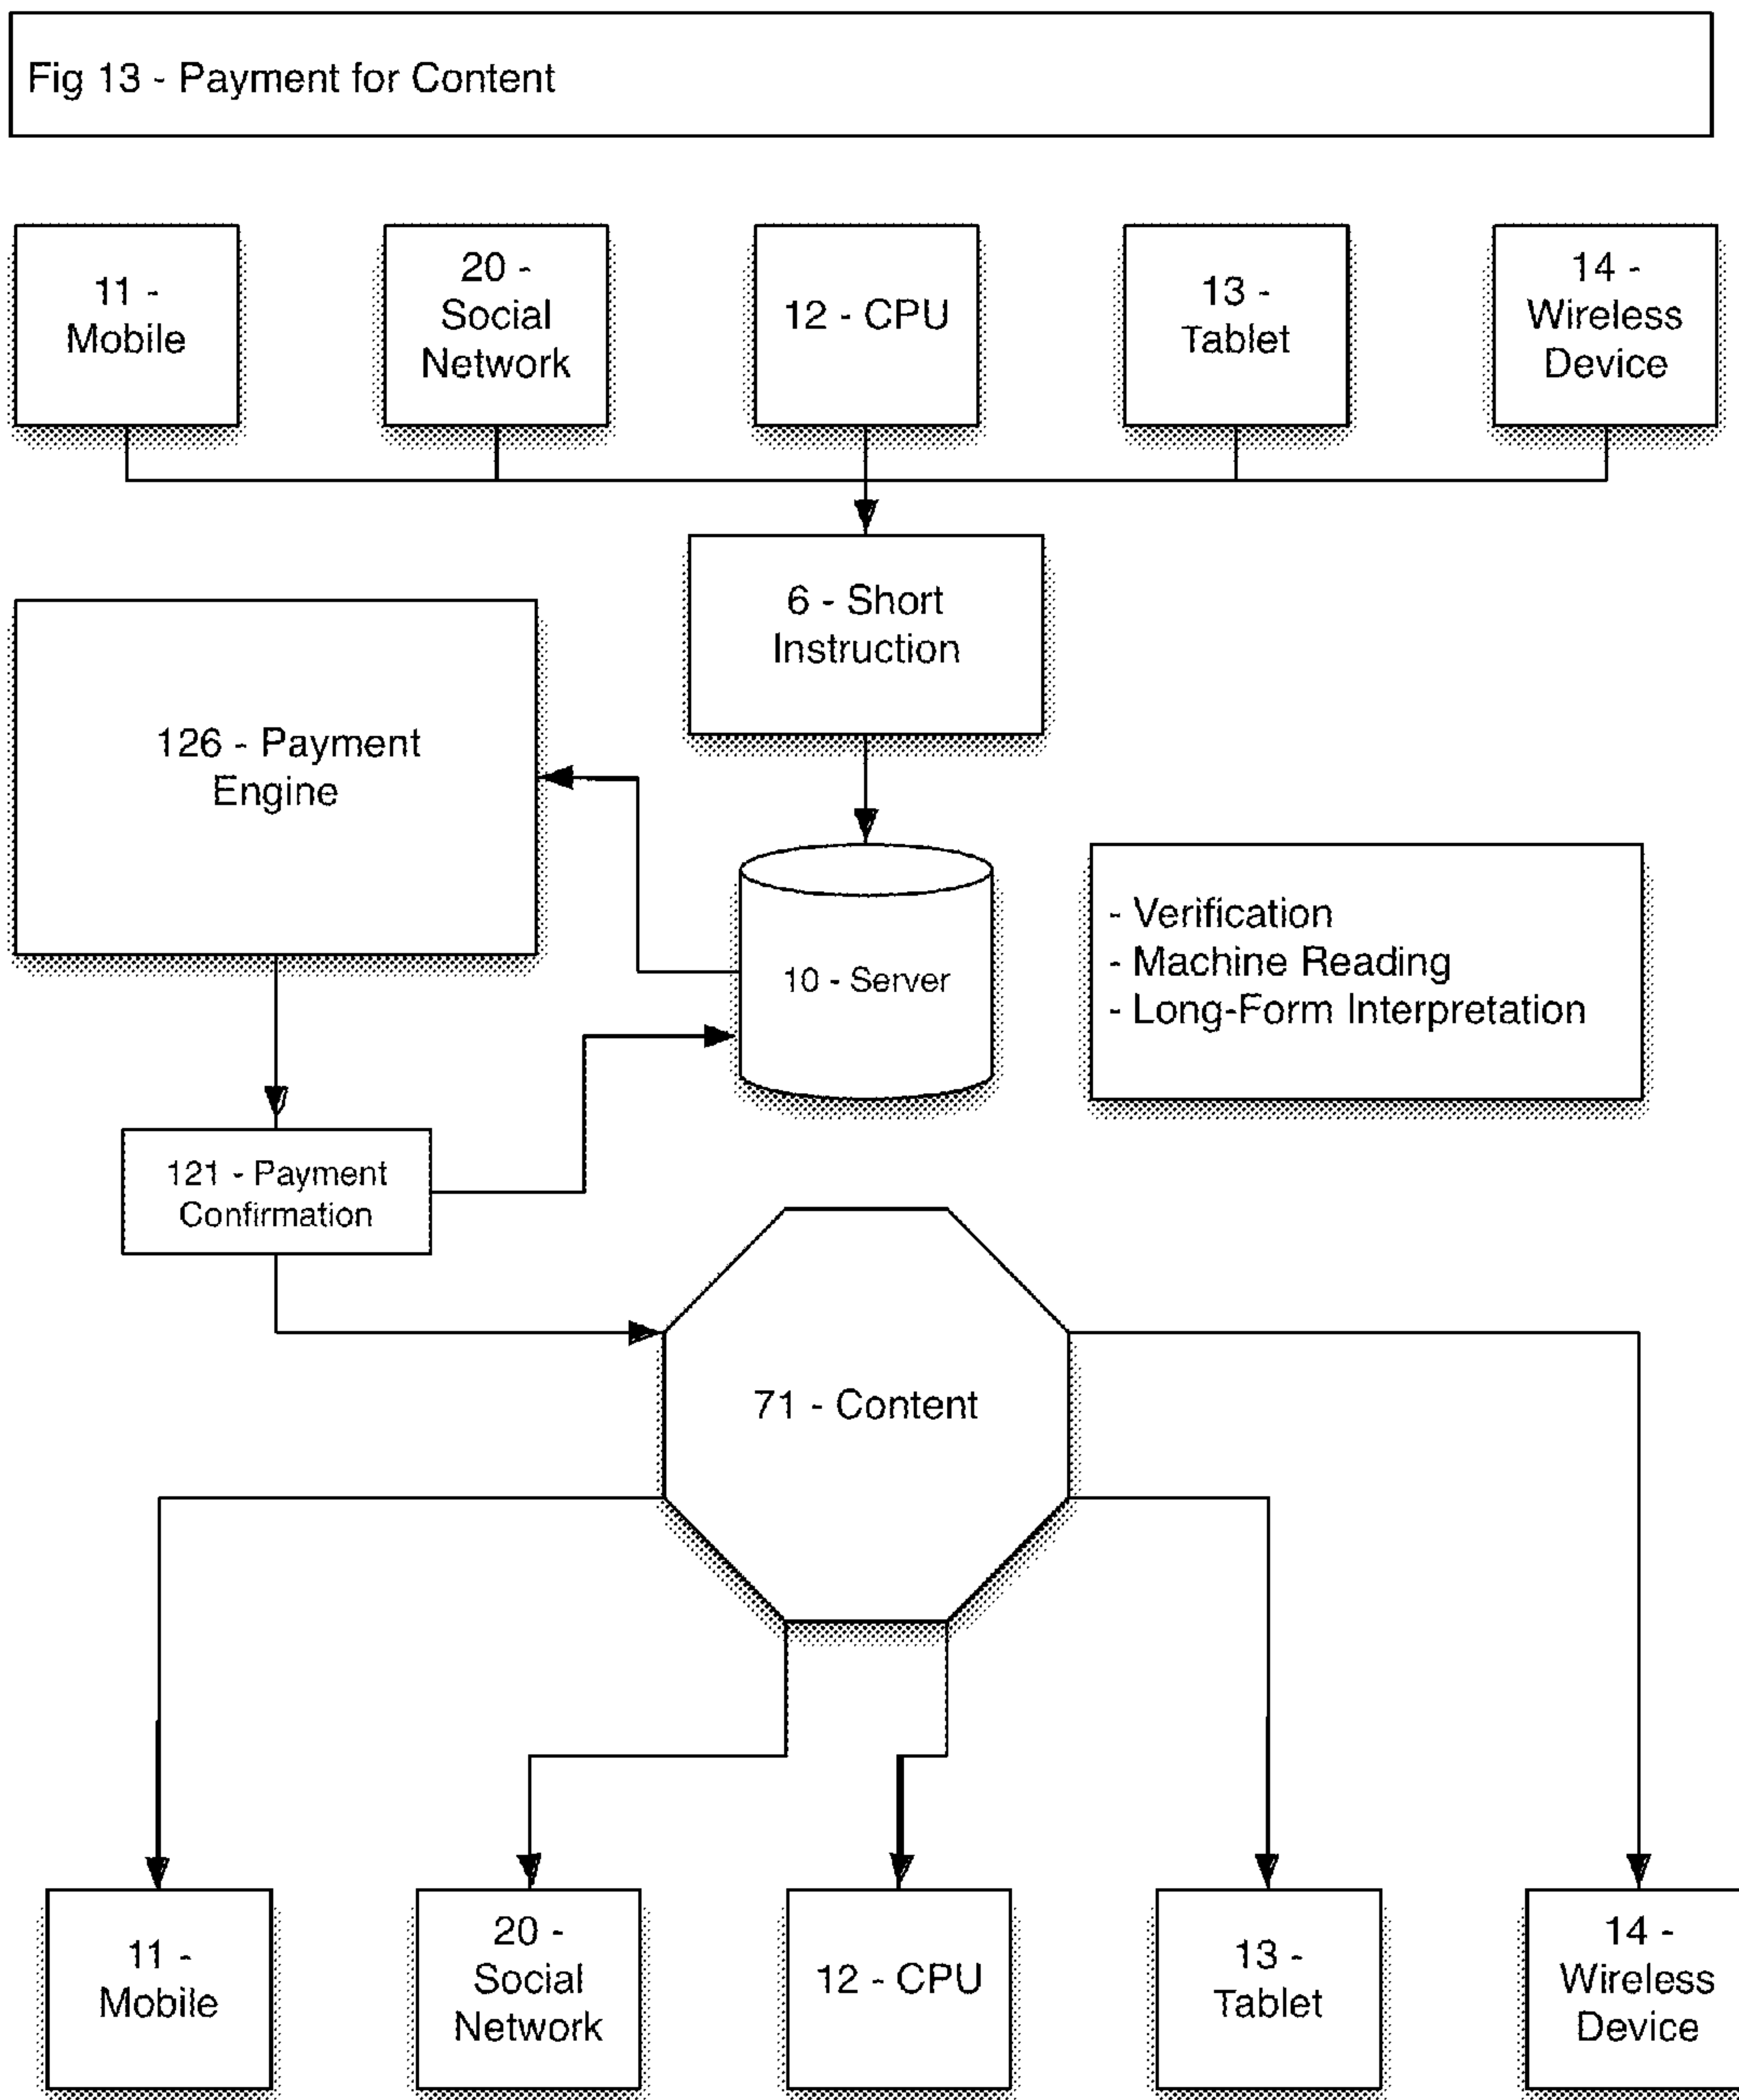 Fig 13 - Payment for Content
11 -
Mobile
20 -
Social
Network
12 - CPU
13 -
Tablet
14 -
Wireless
Device
6 - Short
Instruction
126 - Payment
Engine
10 - Server
- Verification
- Machine Reading
- Long-Form Interpretation
121 - Payment
Confirmation
71 - Content
11 -
Mobile
20 -
Social
Network
12 - CPU
13 -
Tablet
14 -
Wireless
Device